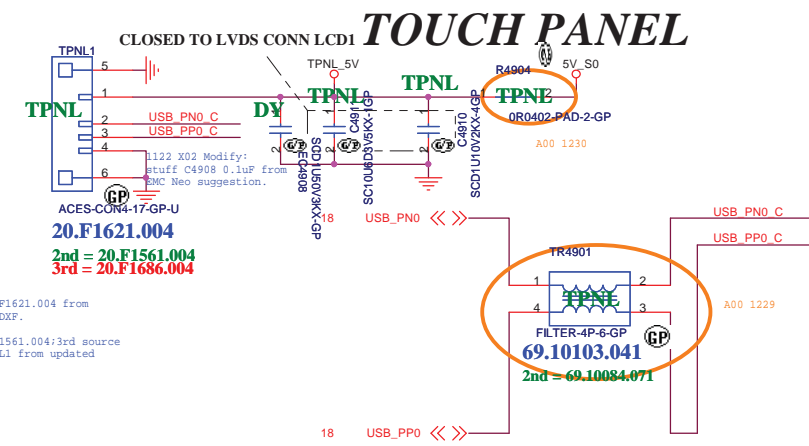 CLOSED TO LVDS CONN LCD1
TOUCH PANEL
TPNL1
5
1
TPNL
2
3
4
6
USB_PN0_C
USB_PP0_C
GP
ACES-CON4-17-GP-U
20.F1621.004
2nd = 20.F1561.004
3rd = 20.F1686.004
1122 X02 Modify:
stuff C4908 0.1uF from
EMC Neo suggestion.
DY
EC4908
SCD1U50V3KX-GP
TPNL_5V
TPNL
SC10U6D3V5KX-1GP
TPNL
C4910
SCD1U10V2KX-4GP
R4904
1
TPNL
2
5V_S0
0R0402-PAD-2-GP
A00 1230
18 USB_PN0
USB_PN0_C
USB_PP0_C
TR4901
1
2
TPNL
4
3
FILTER-4P-6-GP
GP
69.10103.041
2nd = 69.10084.071
A00 1229
18 USB_PP0
F1621.004 from
DXF.
1561.004;3rd source
L1 from updated